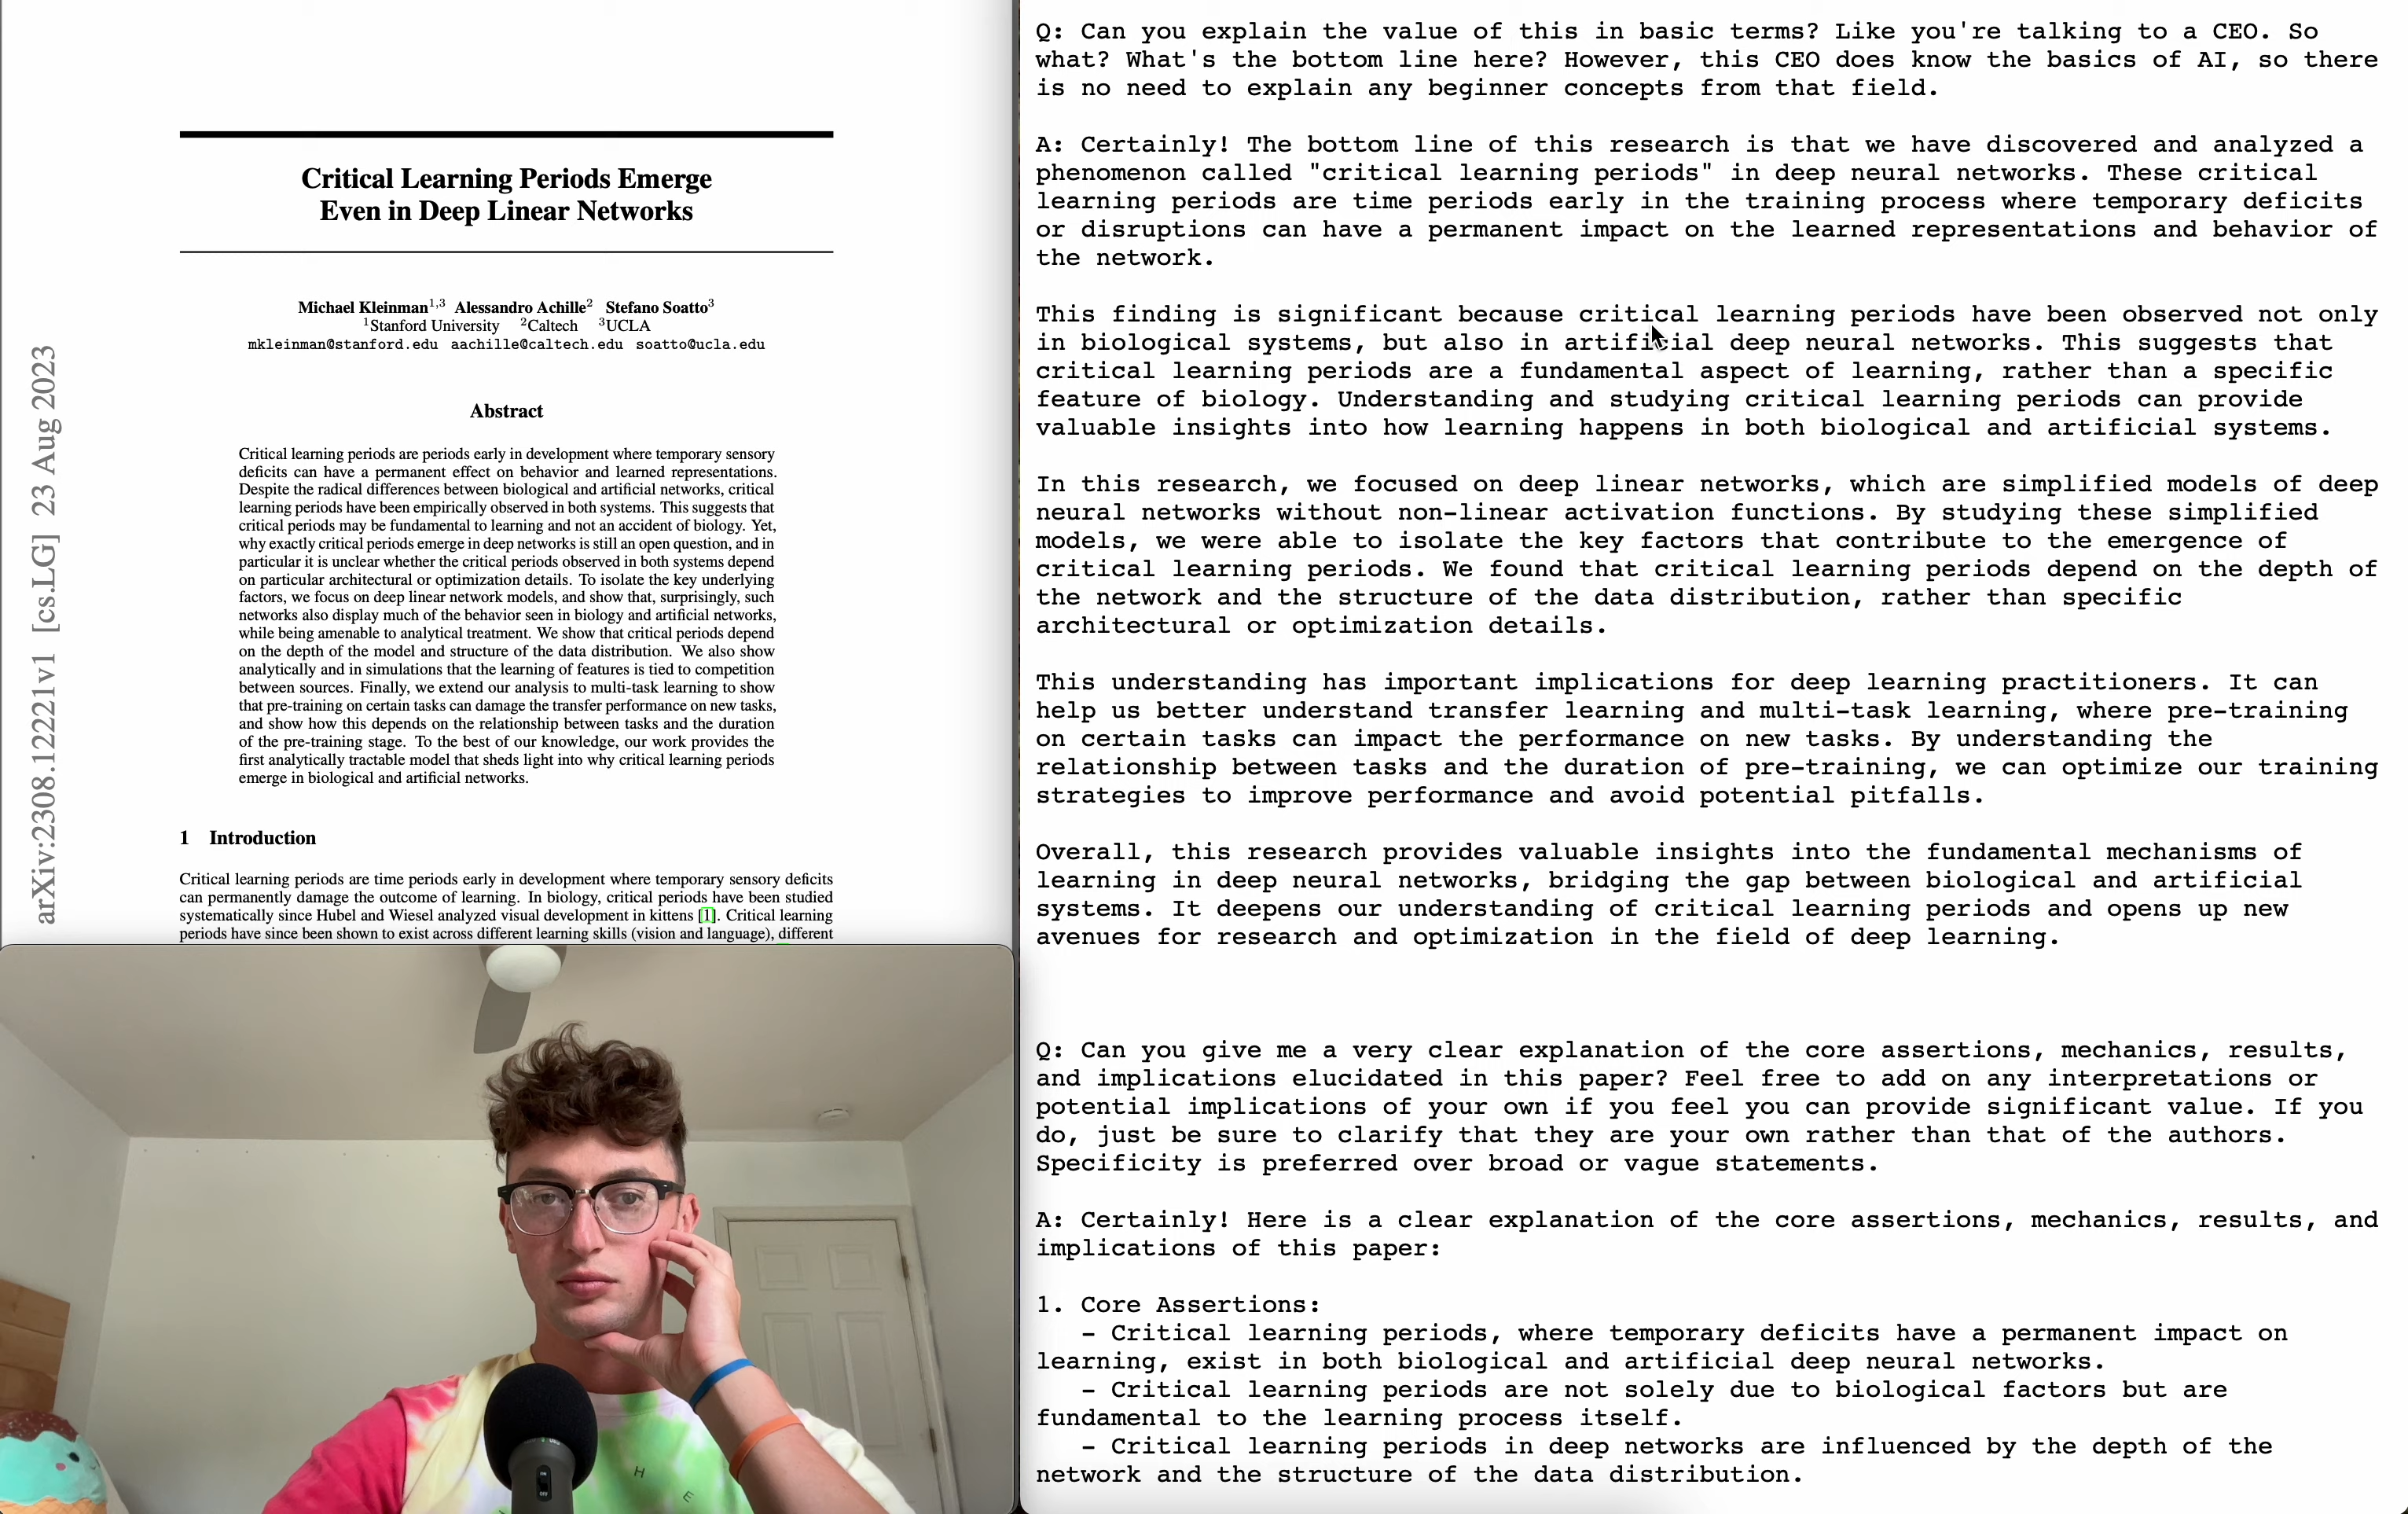 Critical Learning Periods Emerge
Even in Deep Linear Networks
Michael Kleinman1,3 Alessandro Achille2 Stefano Soatto3
1Stanford University 2Caltech 3UCLA
mkleinman@stanford.edu aachille@caltech.edu soatto@ucla.edu
arXiv:2308.12221v1 [cs.LG] 23 Aug 2023
Abstract
Critical learning periods are periods early in development where temporary sensory
deficits can have a permanent effect on behavior and learned representations.
Despite the radical differences between biological and artificial networks, critical
learning periods have been empirically observed in both systems. This suggests that
critical periods may be fundamental to learning and not an accident of biology. Yet,
why exactly critical periods emerge in deep networks is still an open question, and in
particular it is unclear whether the critical periods observed in both systems depend
on particular architectural or optimization details. To isolate the key underlying
factors, we focus on deep linear network models, and show that, surprisingly, such
networks also display much of the behavior seen in biology and artificial networks,
while being amenable to analytical treatment. We show that critical periods depend
on the depth of the model and structure of the data distribution. We also show
analytically and in simulations that the learning of features is tied to competition
between sources. Finally, we extend our analysis to multi-task learning to show
that pre-training on certain tasks can damage the transfer performance on new tasks,
and show how this depends on the relationship between tasks and the duration
of the pre-training stage. To the best of our knowledge, our work provides the
first analytically tractable model that sheds light into why critical learning periods
emerge in biological and artificial networks.
1 Introduction
Critical learning periods are time periods early in development where temporary sensory deficits
can permanently damage the outcome of learning. In biology, critical periods have been studied
systematically since Hubel and Wiesel analyzed visual development in kittens [1]. Critical learning
periods have since been shown to exist across different learning skills (vision and language), different
Q: Can you explain the value of this in basic terms? Like you're talking to a CEO. So
what? What's the bottom line here? However, this CEO does know the basics of AI, so there
is no need to explain any beginner concepts from that field.
A: Certainly! The bottom line of this research is that we have discovered and analyzed a
phenomenon called "critical learning periods" in deep neural networks. These critical
learning periods are time periods early in the training process where temporary deficits
or disruptions can have a permanent impact on the learned representations and behavior of
the network.
This finding is significant because critical learning periods have been observed not only
in biological systems, but also in artificial deep neural networks. This suggests that
critical learning periods are a fundamental aspect of learning, rather than a specific
feature of biology. Understanding and studying critical learning periods can provide
valuable insights into how learning happens in both biological and artificial systems.
In this research, we focused on deep linear networks, which are simplified models of deep
neural networks without non-linear activation functions. By studying these simplified
models, we were able to isolate the key factors that contribute to the emergence of
critical learning periods. We found that critical learning periods depend on the depth of
the network and the structure of the data distribution, rather than specific
architectural or optimization details.
This understanding has important implications for deep learning practitioners. It can
help us better understand transfer learning and multi-task learning, where pre-training
on certain tasks can impact the performance on new tasks. By understanding the
relationship between tasks and the duration of pre-training, we can optimize our training
strategies to improve performance and avoid potential pitfalls.
Overall, this research provides valuable insights into the fundamental mechanisms of
learning in deep neural networks, bridging the gap between biological and artificial
systems. It deepens our understanding of critical learning periods and opens up new
avenues for research and optimization in the field of deep learning.
Q: Can you give me a very clear explanation of the core assertions, mechanics, results,
and implications elucidated in this paper? Feel free to add on any interpretations or
potential implications of your own if you feel you can provide significant value. If you
do, just be sure to clarify that they are your own rather than that of the authors.
Specificity is preferred over broad or vague statements.
A: Certainly! Here is a clear explanation of the core assertions, mechanics, results, and
implications of this paper:
1. Core Assertions:
- Critical learning periods, where temporary deficits have a permanent impact on
learning, exist in both biological and artificial deep neural networks.
- Critical learning periods are not solely due to biological factors but are
fundamental to the learning process itself.
- Critical learning periods in deep networks are influenced by the depth of the
network and the structure of the data distribution.
H
E